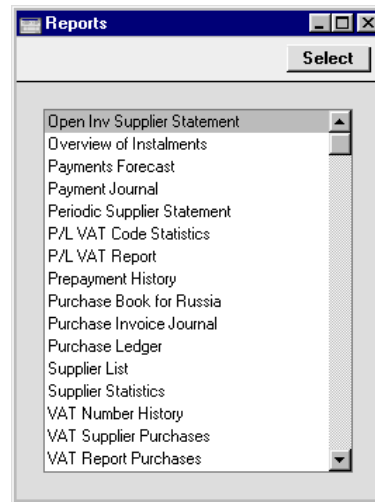 Reports
Select
Open Inv Supplier Statement
Overview of Instalments
Payments Forecast
Payment Journal
Periodic Supplier Statement
P/L VAT Code Statistics
P/L VAT Report
Prepayment History
Purchase Book for Russia
Purchase Invoice Journal
Purchase Ledger
Supplier List
Supplier Statistics
VAT Number History
VAT Supplier Purchases
VAT Report Purchases